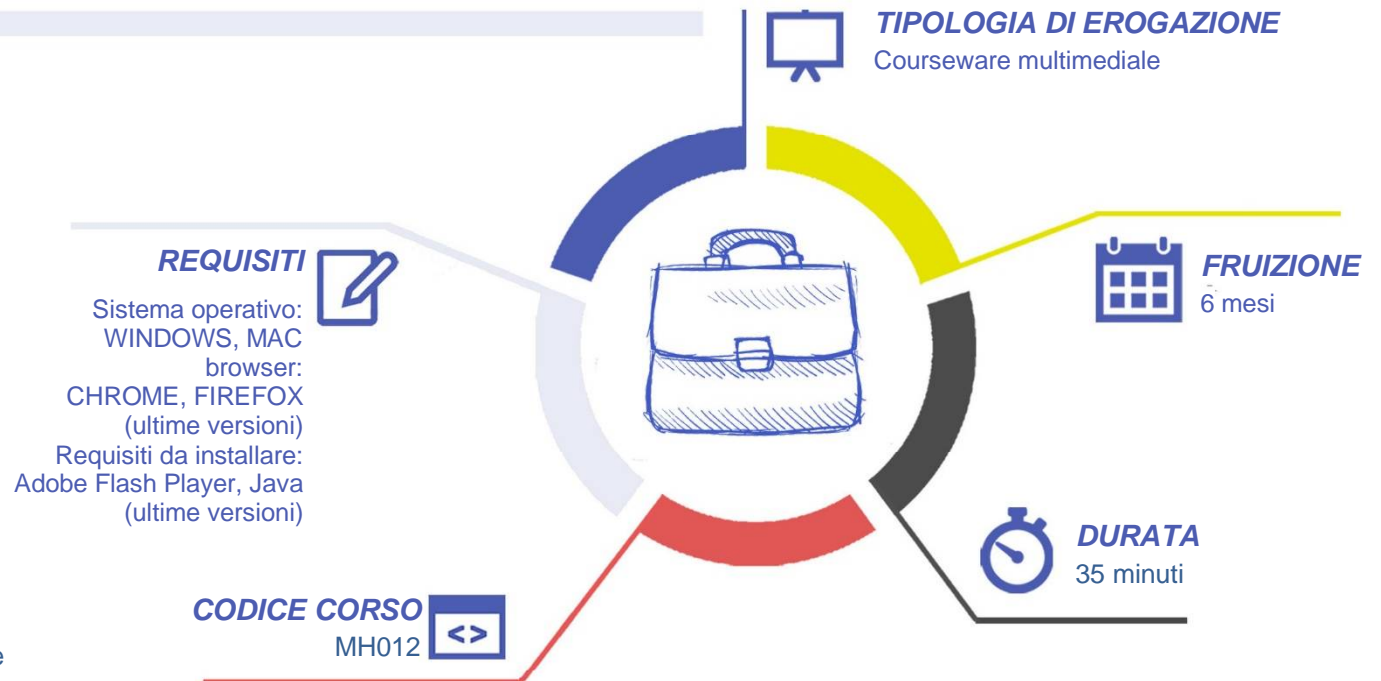 TIPOLOGIA DI EROGAZIONE
Courseware multimediale
REQUISITI
Sistema operativo:
WINDOWS, MAC
browser:
CHROME, FIREFOX
(ultime versioni)
Requisiti da installare:
Adobe Flash Player, Java
(ultime versioni)
FRUIZIONE
6 mesi
DURATA
35 minuti
CODICE CORSO
MH012
<>
e